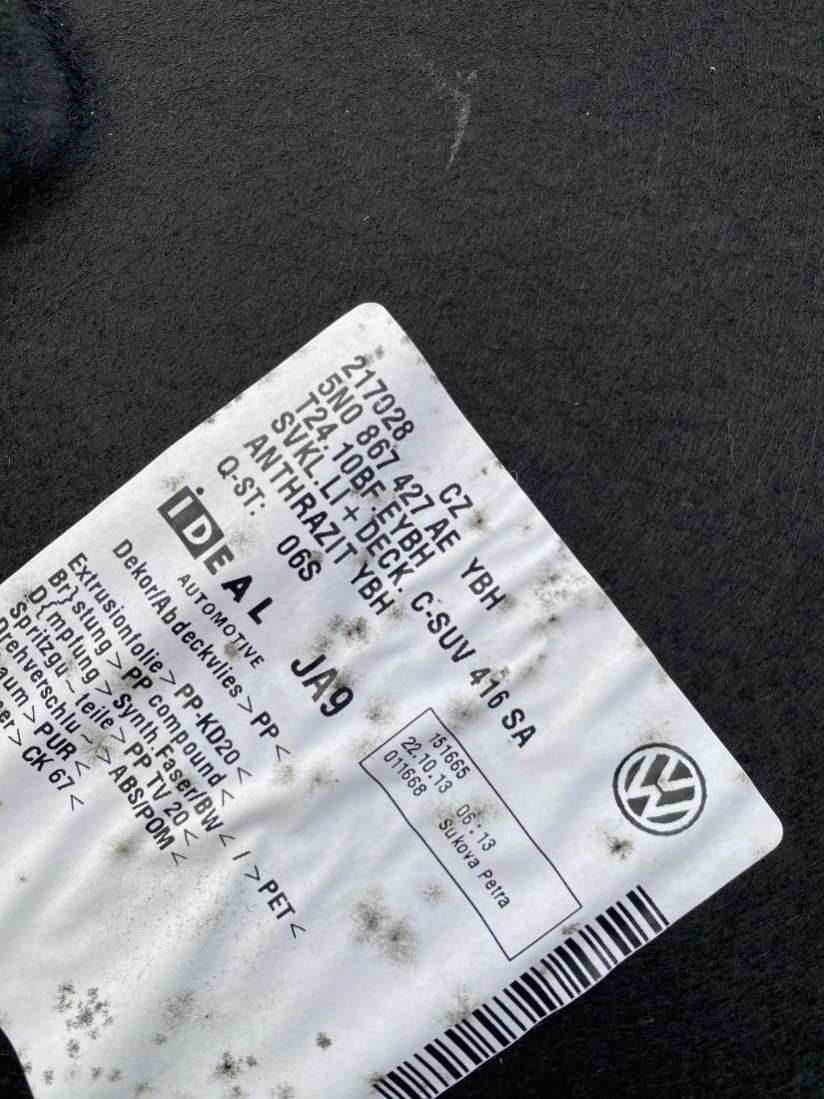 217028 CZ
5N0 867 427 AE YBH
T24.10BF-EYBH
SVKL.LI+DECK. C-SUV 416 SA
ANTHRAZIT YBH
Q-ST: 06S
iDEAL
AUTOMOTIVE
JA9
Dekor/Abdeckvlies>PP<
Extrusionfolie>PP-KD20<
Br}stung>PP compound<
D{mpfung>Synth.Faser/BW< / >PET<
Spritzgu~teile>PP TV 20<
Drehverschlu~>ABS/POM<
>PUR<
>CK 67<
151665
22.10.13 06:13
011668 Sukova Petra
VW